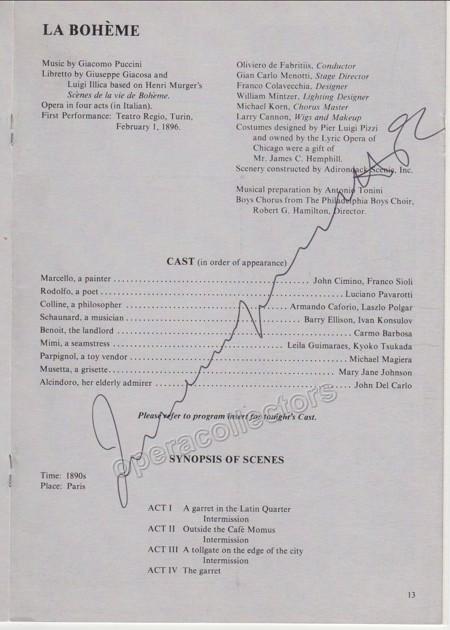 LA BOHÈME
Music by Giacomo Puccini
Libretto by Giuseppe Giacosa and
Luigi Illica based on Henri Murger's
Scènes de la vie de Bohème.
Opera in four acts (in Italian).
First Performance: Teatro Regio, Turin,
February 1, 1896.
Oliviero de Fabritiis, Conductor
Gian Carlo Menotti, Stage Director
Franco Colavecchia, Designer
William Mintzer, Lighting Designer
Michael Korn, Chorus Master
Larry Cannon, Wigs and Makeup
Costumes designed by Pier Luigi Pizzi
and owned by the Lyric Opera of
Chicago were a gift of
Mr. James C. Hemphill.
Scenery constructed by Adirondack Scenic, Inc.
Musical preparation by Antonio Tonini
Boys Chorus from The Philadelphia Boys Choir,
Robert G. Hamilton, Director.
CAST (in order of appearance)
Marcello, a painter ........ John Cimino, Franco Sioli
Rodolfo, a poet ........ Luciano Pavarotti
Colline, a philosopher ........ Armando Caforio, Laszlo Polgar
Schaunard, a musician ........ Barry Ellison, Ivan Konsulov
Benoit, the landlord ........ Carmo Barbosa
Mimi, a seamstress ........ Leila Guimaraes, Kyoko Tsukada
Parpignol, a toy vendor ........ Michael Magiera
Musetta, a grisette ........ Mary Jane Johnson
Alcindoro, her elderly admirer ........ John Del Carlo
Please refer to program insert for tonight's Cast.
operacollectors
SYNOPSIS OF SCENES
Time: 1890s
Place: Paris
ACT I A garret in the Latin Quarter
Intermission
ACT II Outside the Cafè Momus
Intermission
ACT III A tollgate on the edge of the city
Intermission
ACT IV The garret
13